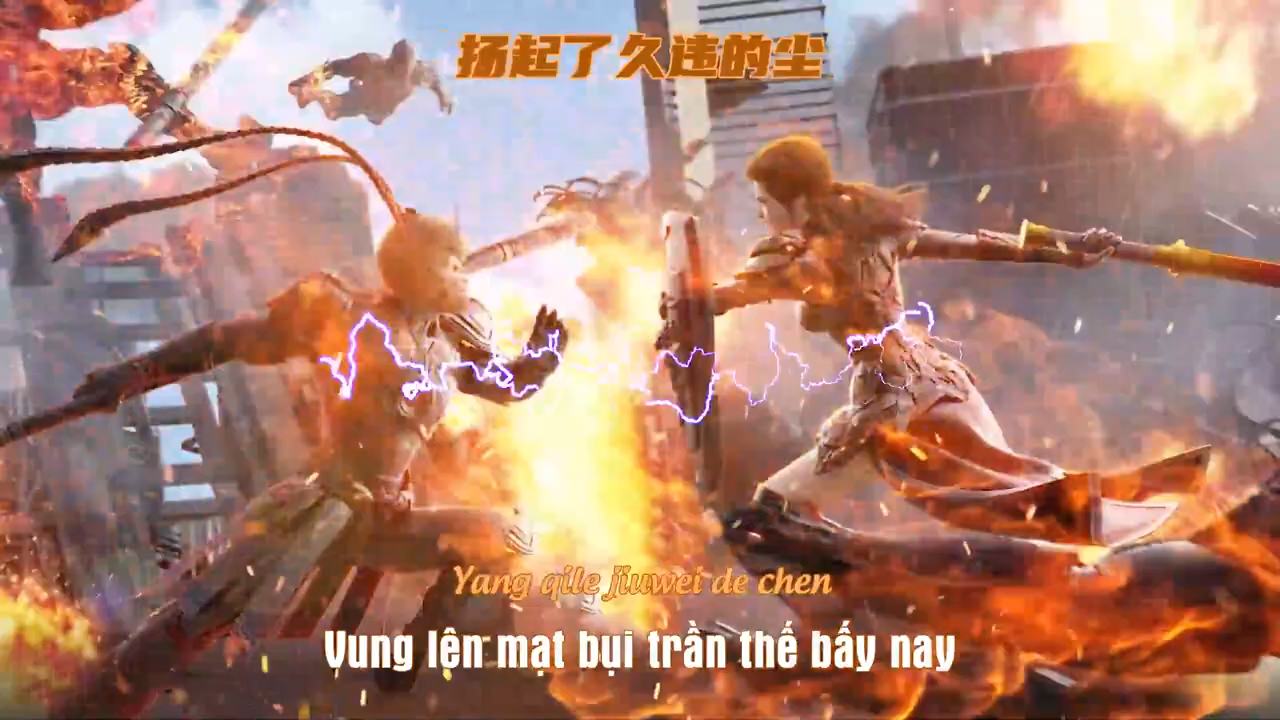 扬起了久违的尘
Yang qile jiuwei de chen
Vung lện mạt bụi trần thế bấy nay